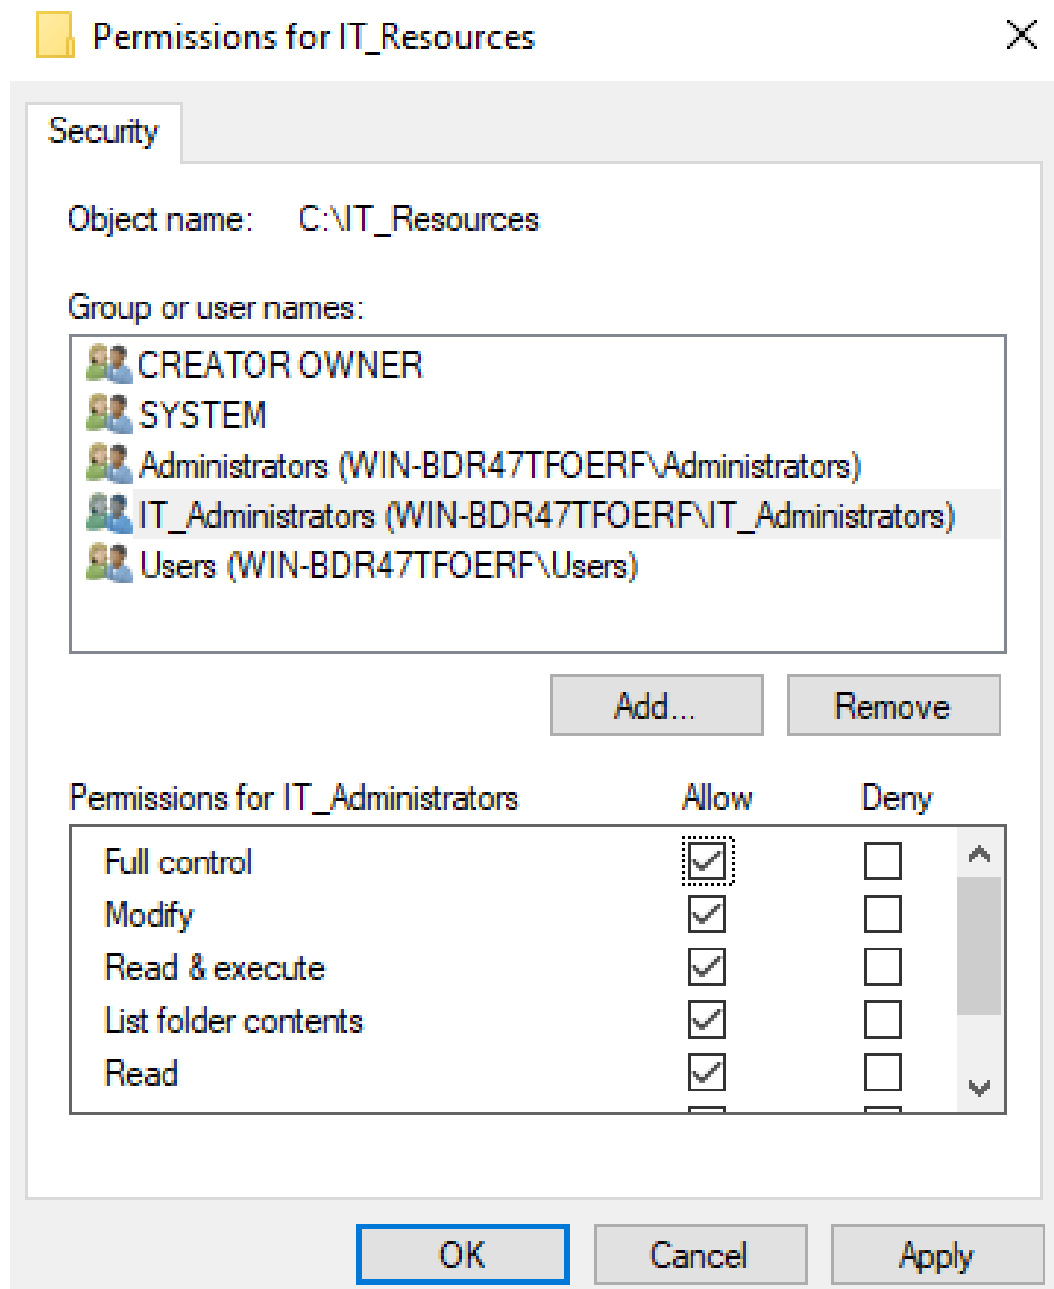 Permissions for IT_Resources
Security
Object name: C:\IT_Resources
Group or user names:
CREATOR OWNER
SYSTEM
Administrators (WIN-BDR47TFOERF\Administrators)
IT_Administrators (WIN-BDR47TFOERF\IT_Administrators)
Users (WIN-BDR47TFOERF\Users)
Add... Remove
Permissions for IT_Administrators Allow Deny
Full control
Modify
Read & execute
List folder contents
Read
OK Cancel Apply